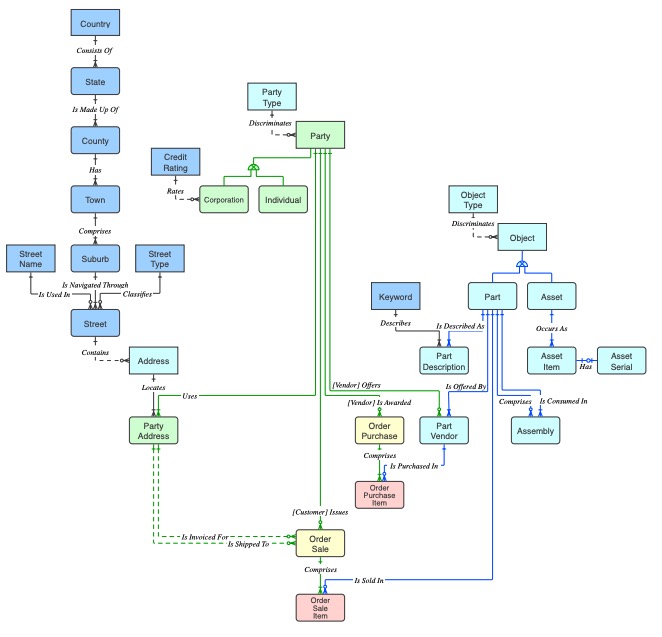 Country
Consists Of
State
Is Made Up Of
County
Has
Town
Comprises
Suburb
Street
Name
Street
Type
Is Navigated Through
Is Used In
Classifies
Street
Contains
Address
Locates
Party
Address
Uses
Party
Type
Discriminates
Party
Credit
Rating
Rates
Corporation
Individual
Object
Type
Discriminates
Object
Keyword
Describes
Part
Asset
Is Described As
Occurs As
Part
Description
Asset
Item
Has
Asset
Serial
[Vendor] Offers
Is Offered By
[Vendor] Is Awarded
Comprises
Is Consumed In
Order
Purchase
Part
Vendor
Assembly
Comprises
Is Purchased In
Order
Purchase
Item
[Customer] Issues
Is Invoiced For
Is Shipped To
Order
Sale
Comprises
Is Sold In
Order
Sale
Item